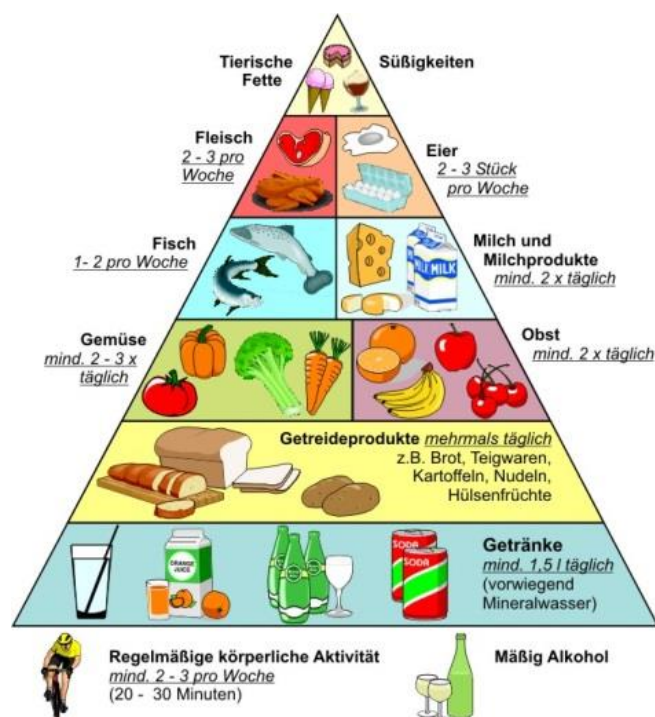 Tierische
Fette
Süßigkeiten
Fleisch
2 - 3 pro
Woche
Eier
2 - 3 Stück
pro Woche
Fisch
1- 2 pro Woche
Milch und
Milchprodukte
mind. 2 x täglich
MILK
MILK
Gemüse
mind. 2 - 3 x
täglich
Obst
mind. 2 x täglich
Getreideprodukte mehrmals täglich
z.B. Brot, Teigwaren,
Kartoffeln, Nudeln,
Hülsenfrüchte
ORANGE
JUICE
SODA
SODA
Getränke
mind. 1,5 l täglich
(vorwiegend
Mineralwasser)
Regelmäßige körperliche Aktivität
mind. 2 - 3 pro Woche
(20 - 30 Minuten)
Mäßig Alkohol